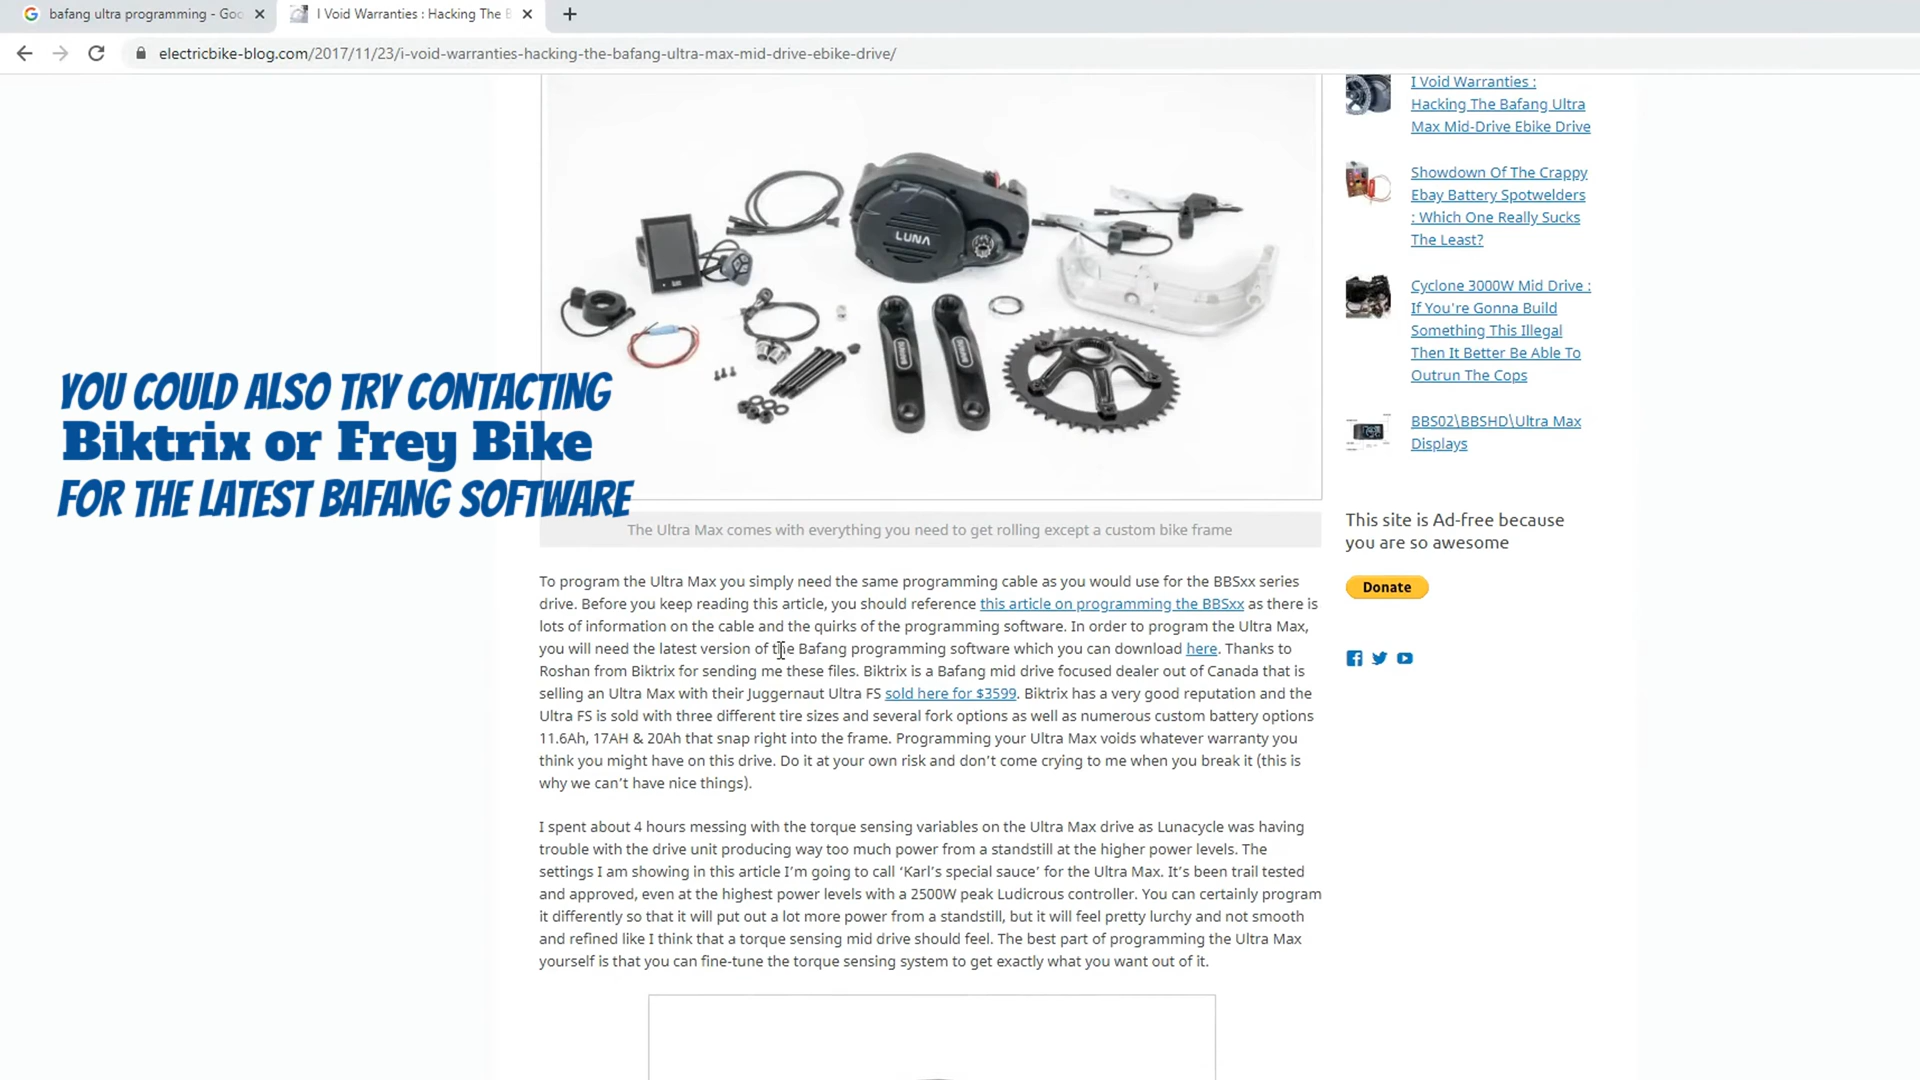 bafang ultra programming - Goo
I Void Warranties : Hacking The B
electricbike-blog.com/2017/11/23/i-void-warranties-hacking-the-bafang-ultra-max-mid-drive-ebike-drive/
LUNA
BAFANG
BAFANG
YOU COULD ALSO TRY CONTACTING
Biktrix or Frey Bike
FOR THE LATEST BAFANG SOFTWARE
The Ultra Max comes with everything you need to get rolling except a custom bike frame
To program the Ultra Max you simply need the same programming cable as you would use for the BBSxx series
drive. Before you keep reading this article, you should reference this article on programming the BBSxx as there is
lots of information on the cable and the quirks of the programming software. In order to program the Ultra Max,
you will need the latest version of the Bafang programming software which you can download here. Thanks to
Roshan from Biktrix for sending me these files. Biktrix is a Bafang mid drive focused dealer out of Canada that is
selling an Ultra Max with their Juggernaut Ultra FS sold here for $3599. Biktrix has a very good reputation and the
Ultra FS is sold with three different tire sizes and several fork options as well as numerous custom battery options
11.6Ah, 17AH & 20Ah that snap right into the frame. Programming your Ultra Max voids whatever warranty you
think you might have on this drive. Do it at your own risk and don’t come crying to me when you break it (this is
why we can’t have nice things).
I spent about 4 hours messing with the torque sensing variables on the Ultra Max drive as Lunacycle was having
trouble with the drive unit producing way too much power from a standstill at the higher power levels. The
settings I am showing in this article I’m going to call ‘Karl’s special sauce’ for the Ultra Max. It’s been trail tested
and approved, even at the highest power levels with a 2500W peak Ludicrous controller. You can certainly program
it differently so that it will put out a lot more power from a standstill, but it will feel pretty lurchy and not smooth
and refined like I think that a torque sensing mid drive should feel. The best part of programming the Ultra Max
yourself is that you can fine-tune the torque sensing system to get exactly what you want out of it.
I Void Warranties :
Hacking The Bafang Ultra
Max Mid-Drive Ebike Drive
Showdown Of The Crappy
Ebay Battery Spotwelders
: Which One Really Sucks
The Least?
Cyclone 3000W Mid Drive :
If You're Gonna Build
Something This Illegal
Then It Better Be Able To
Outrun The Cops
BBS02\BBSHD\Ultra Max
Displays
This site is Ad-free because
you are so awesome
Donate